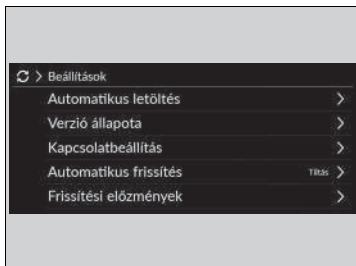 > Beállítások
Automatikus letöltés >
Verzió állapota >
Kapcsolatbeállítás >
Automatikus frissítés Tiltás >
Frissítési előzmények >